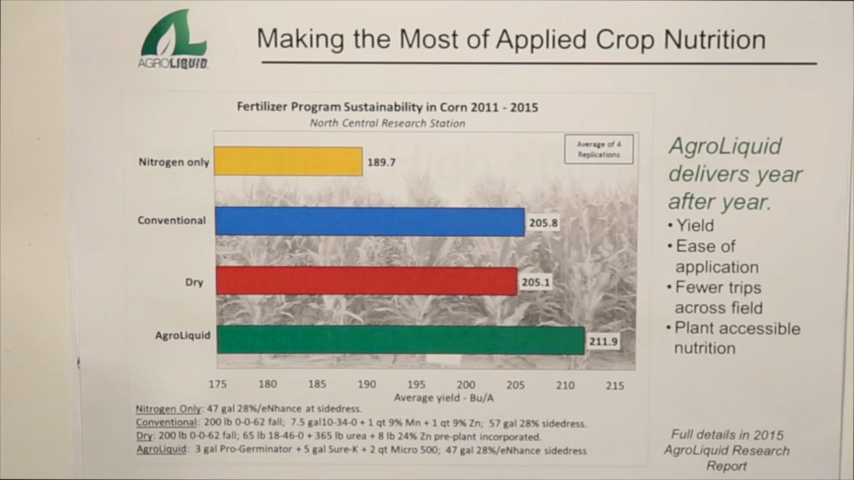 AGROLIQUID
Making the Most of Applied Crop Nutrition
Fertilizer Program Sustainability in Corn 2011 - 2015
North Central Research Station
Average of 4
Replications
Nitrogen only
189.7
Conventional
205.8
Dry
205.1
AgroLiquid
211.9
175 180 185 190 195 200 205 210 215
Average yield - Bu/A
Nitrogen Only: 47 gal 28%/eNhance at sidedress.
Conventional: 200 lb 0-0-62 fall; 7.5 gal10-34-0 + 1 qt 9% Mn + 1 qt 9% Zn; 57 gal 28% sidedress.
Dry: 200 lb 0-0-62 fall; 65 lb 18-46-0 + 365 lb urea + 8 lb 24% Zn pre-plant incorporated.
AgroLiquid: 3 gal Pro-Germinator + 5 gal Sure-K + 2 qt Micro 500; 47 gal 28%/eNhance sidedress
AgroLiquid
delivers year
after year.
• Yield
• Ease of
application
• Fewer trips
across field
• Plant accessible
nutrition
Full details in 2015
AgroLiquid Research
Report